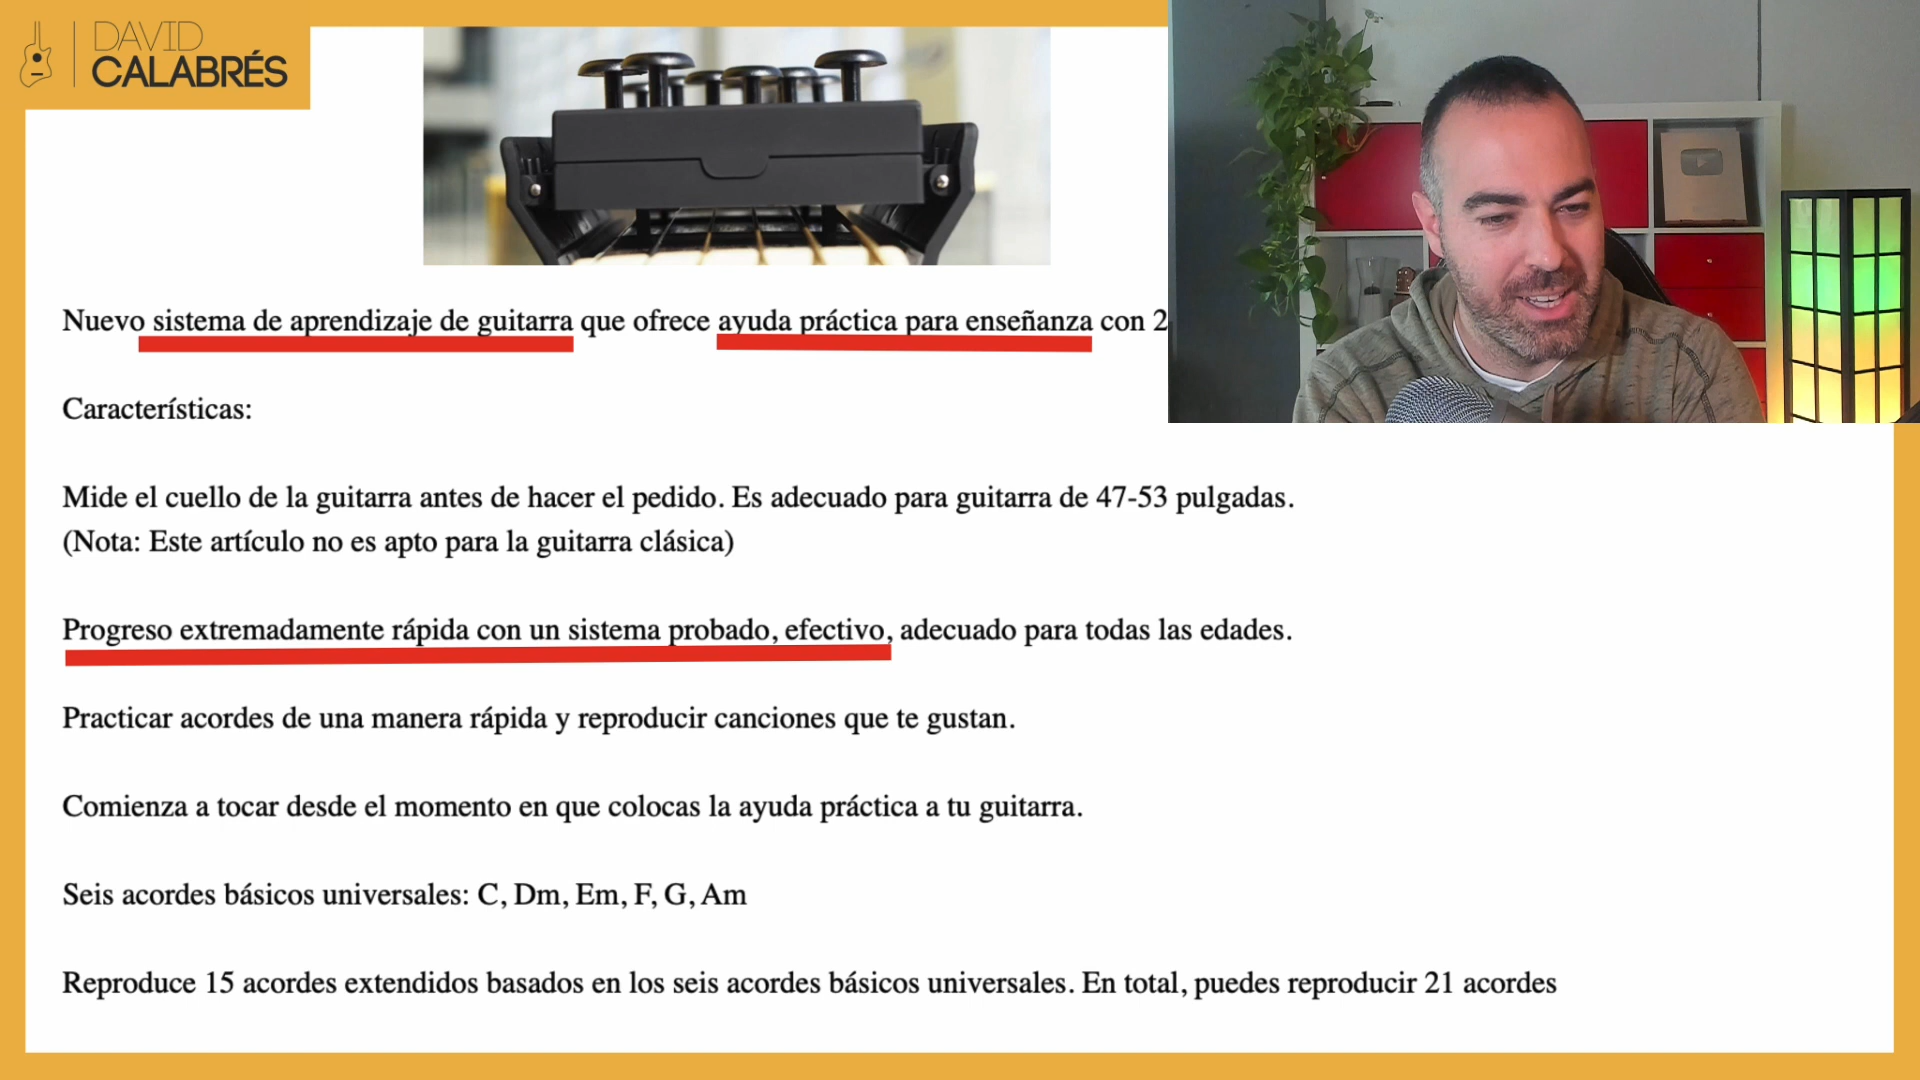 DAVID
CALABRÉS
Nuevo sistema de aprendizaje de guitarra que ofrece ayuda práctica para enseñanza con 2
Características:
Mide el cuello de la guitarra antes de hacer el pedido. Es adecuado para guitarra de 47-53 pulgadas.
(Nota: Este artículo no es apto para la guitarra clásica)
Progreso extremadamente rápida con un sistema probado, efectivo, adecuado para todas las edades.
Practicar acordes de una manera rápida y reproducir canciones que te gustan.
Comienza a tocar desde el momento en que colocas la ayuda práctica a tu guitarra.
Seis acordes básicos universales: C, Dm, Em, F, G, Am
Reproduce 15 acordes extendidos basados en los seis acordes básicos universales. En total, puedes reproducir 21 acordes